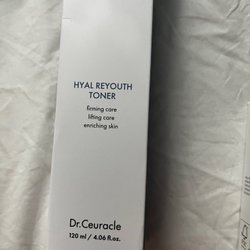 HYAL REYOUTH
TONER
firming care
lifting care
enriching skin
Dr.Ceuracle
120 ml / 4.06 fl.oz.